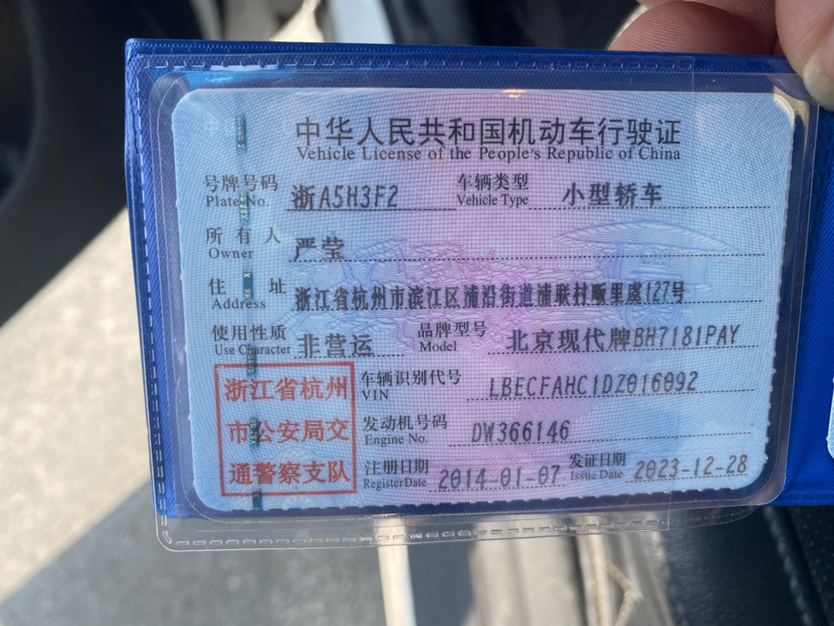 中华人民共和国机动车行驶证
Vehicle License of the People's Republic of China
号牌号码 浙A5H3F2 车辆类型 小型轿车
Plate No. Vehicle Type
所有人 严莹
Owner
住址 浙江省杭州市滨江区浦沿街道浦联村畈里虞127号
Address
使用性质 非营运 品牌型号 北京现代牌BH7181PAY
Use Character Model
浙江省杭州
市公安局交
通警察支队
车辆识别代号 LBECFAHC1DZ016092
VIN
发动机号码 DW366146
Engine No.
注册日期 2014-01-07 发证日期 2023-12-28
Register Date Issue Date